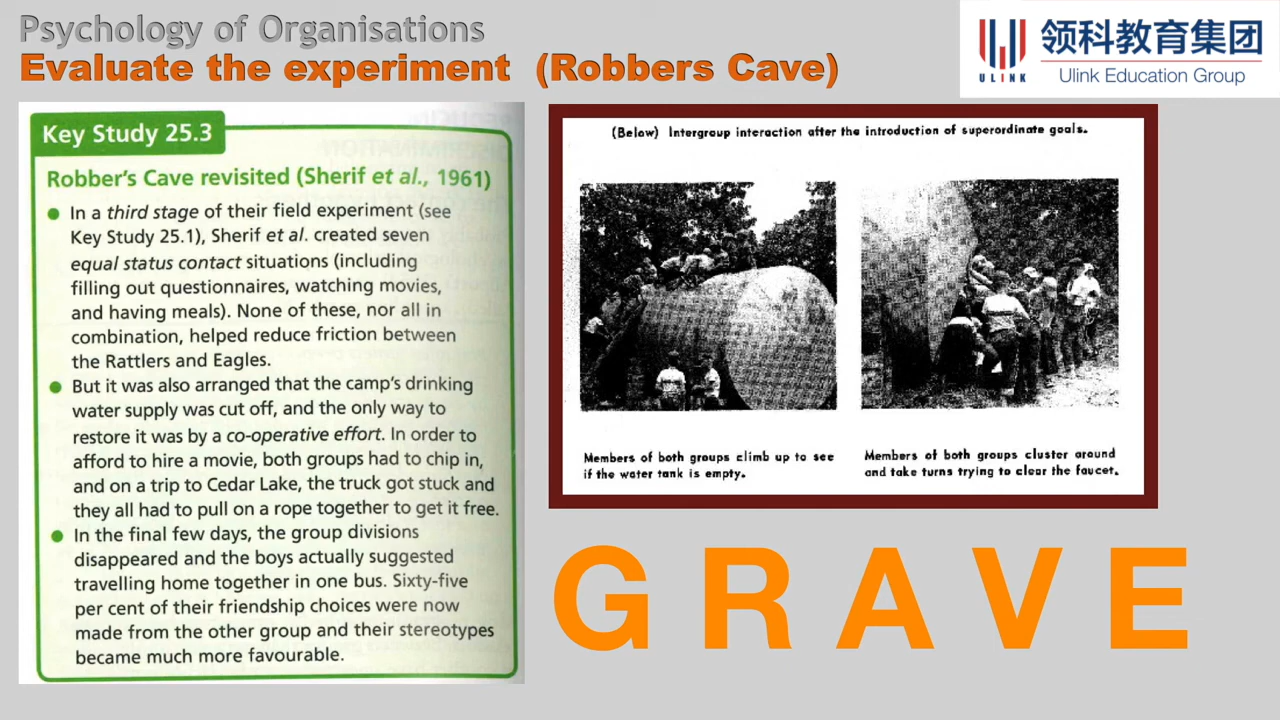 Psychology of Organisations
Evaluate the experiment (Robbers Cave)
ULINK
领科教育集团
Ulink Education Group
Key Study 25.3
Robber's Cave revisited (Sherif et al., 1961)
In a third stage of their field experiment (see
Key Study 25.1), Sherif et al. created seven
equal status contact situations (including
filling out questionnaires, watching movies,
and having meals). None of these, nor all in
combination, helped reduce friction between
the Rattlers and Eagles.
But it was also arranged that the camp's drinking
water supply was cut off, and the only way to
restore it was by a co-operative effort. In order to
afford to hire a movie, both groups had to chip in,
and on a trip to Cedar Lake, the truck got stuck and
they all had to pull on a rope together to get it free.
In the final few days, the group divisions
disappeared and the boys actually suggested
travelling home together in one bus. Sixty-five
per cent of their friendship choices were now
made from the other group and their stereotypes
became much more favourable.
(Below) Intergroup interaction after the introduction of superordinate goals.
Members of both groups climb up to see
if the water tank is empty.
Members of both groups cluster around
and take turns trying to clear the faucet.
G R A V E